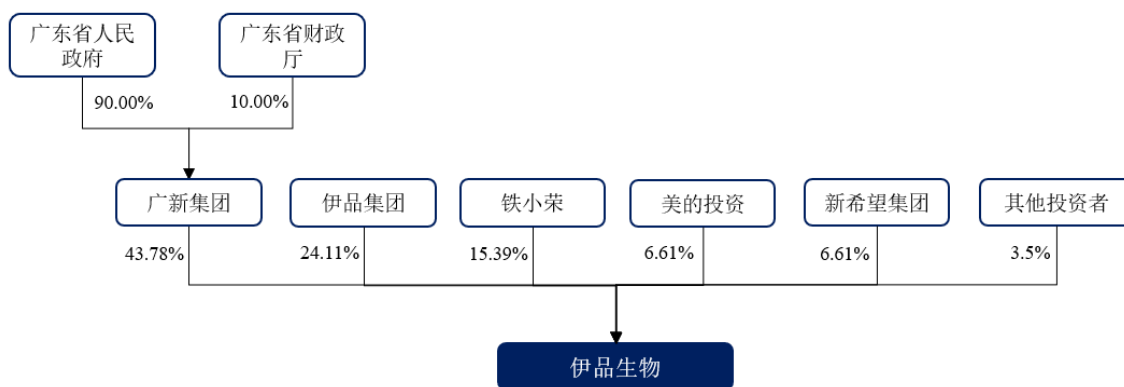 广东省人民
政府
广东省财政
厅
90.00%
10.00%
广新集团
伊品集团
铁小荣
美的投资
新希望集团
其他投资者
43.78%
24.11%
15.39%
6.61%
6.61%
3.5%
伊品生物